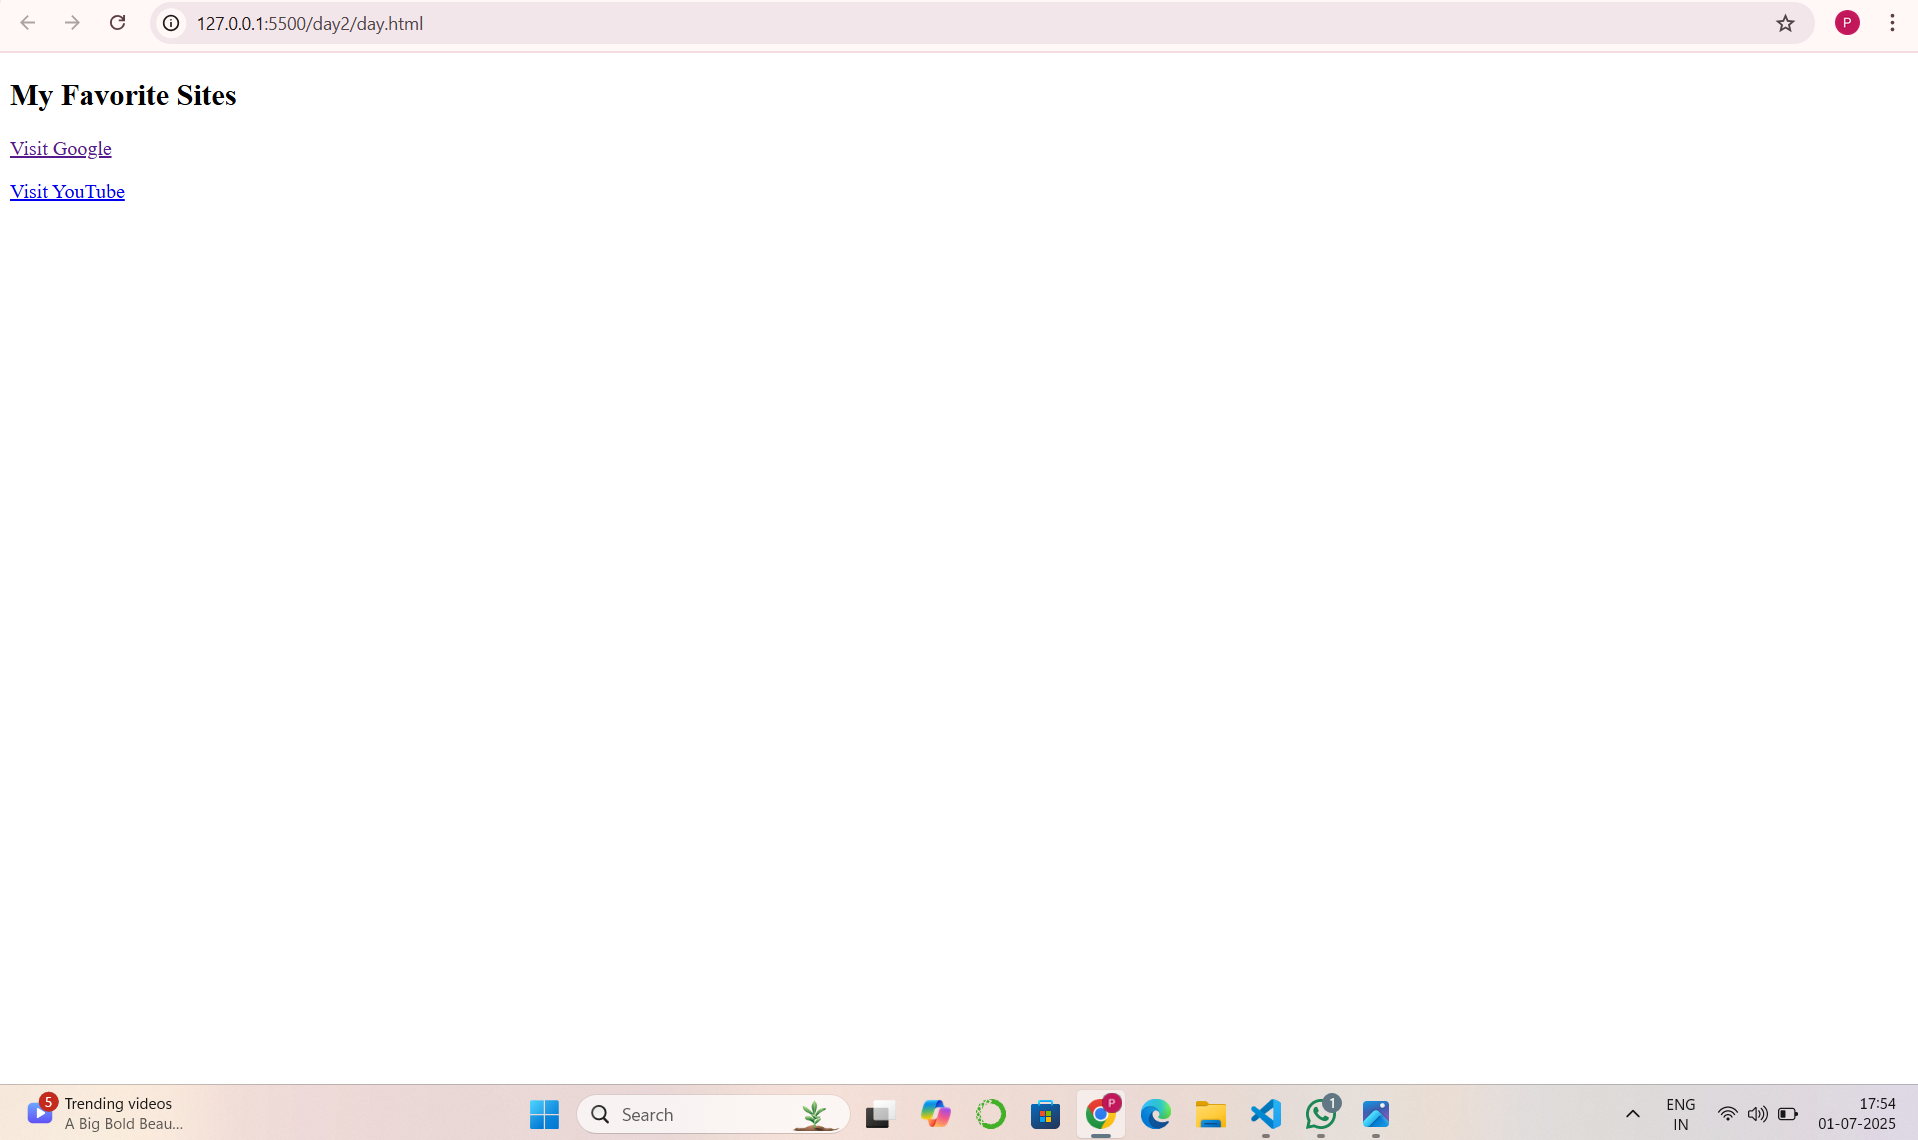 127.0.0.1:5500/day2/day.html
P
My Favorite Sites
Visit Google
Visit YouTube
5
Trending videos
A Big Bold Beau...
Search
P
1
ENG
IN
17:54
01-07-2025